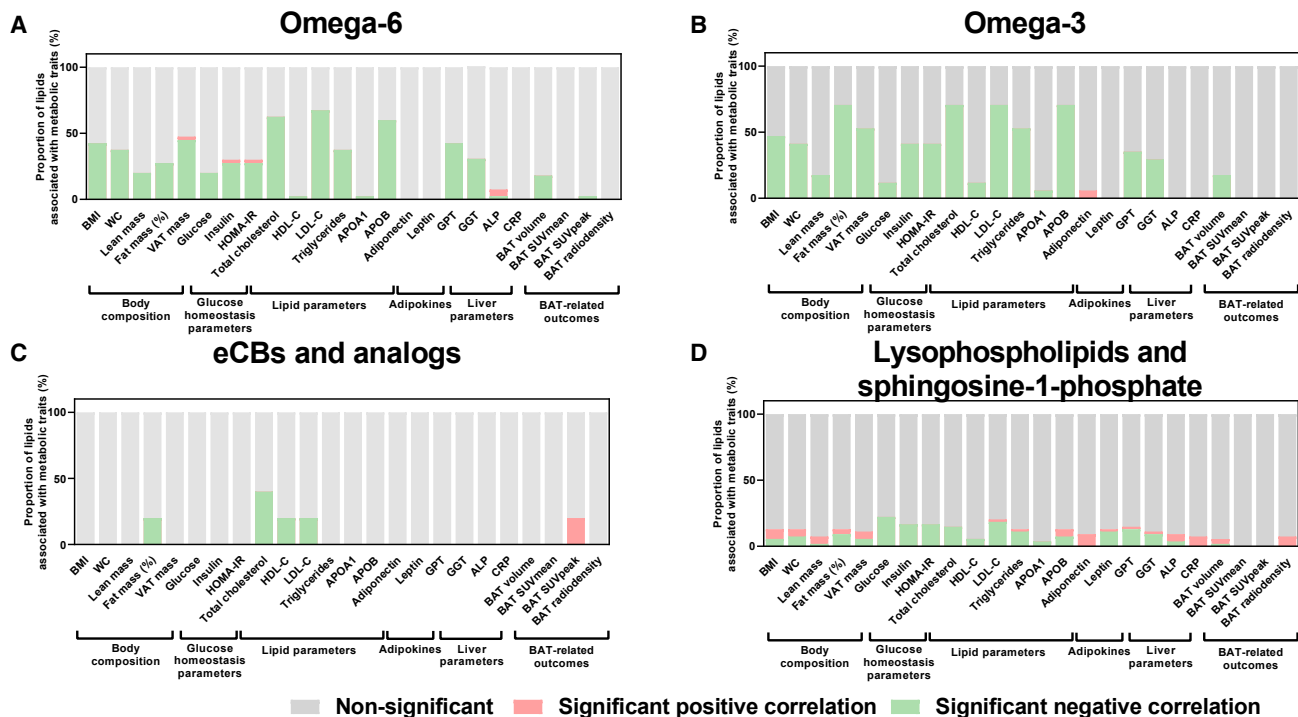 A
Omega-6
Proportion of lipids
associated with metabolic traits (%)
100
50
0
BMI
WC
Lean mass
Fat mass (%)
VAT mass
Glucose
Insulin
HOMA-IR
Total cholesterol
HDL-C
LDL-C
Triglycerides
APOA1
APOB
Adiponectin
Leptin
GPT
GGT
ALP
CRP
BAT volume
BAT SUVmean
BAT SUVpeak
BAT radiodensity
Body
composition
Glucose
homeostasis
parameters
Lipid parameters
Adipokines
Liver
parameters
BAT-related
outcomes
B
Omega-3
Proportion of lipids
associated with metabolic traits (%)
100
50
0
BMI
WC
Lean mass
Fat mass (%)
VAT mass
Glucose
Insulin
HOMA-IR
Total cholesterol
HDL-C
LDL-C
Triglycerides
APOA1
APOB
Adiponectin
Leptin
GPT
GGT
ALP
CRP
BAT volume
BAT SUVmean
BAT SUVpeak
BAT radiodensity
Body
composition
Glucose
homeostasis
parameters
Lipid parameters
Adipokines
Liver
parameters
BAT-related
outcomes
C
eCBs and analogs
Proportion of lipids
associated with metabolic traits (%)
100
50
0
BMI
WC
Lean mass
Fat mass (%)
VAT mass
Glucose
Insulin
HOMA-IR
Total cholesterol
HDL-C
LDL-C
Triglycerides
APOA1
APOB
Adiponectin
Leptin
GPT
GGT
ALP
CRP
BAT volume
BAT SUVmean
BAT SUVpeak
BAT radiodensity
Body
composition
Glucose
homeostasis
parameters
Lipid parameters
Adipokines
Liver
parameters
BAT-related
outcomes
D
Lysophospholipids and
sphingosine-1-phosphate
Proportion of lipids
associated with metabolic traits (%)
100
50
0
BMI
WC
Lean mass
Fat mass (%)
VAT mass
Glucose
Insulin
HOMA-IR
Total cholesterol
HDL-C
LDL-C
Triglycerides
APOA1
APOB
Adiponectin
Leptin
GPT
GGT
ALP
CRP
BAT volume
BAT SUVmean
BAT SUVpeak
BAT radiodensity
Body
composition
Glucose
homeostasis
parameters
Lipid parameters
Adipokines
Liver
parameters
BAT-related
outcomes
Non-significant
Significant positive correlation
Significant negative correlation